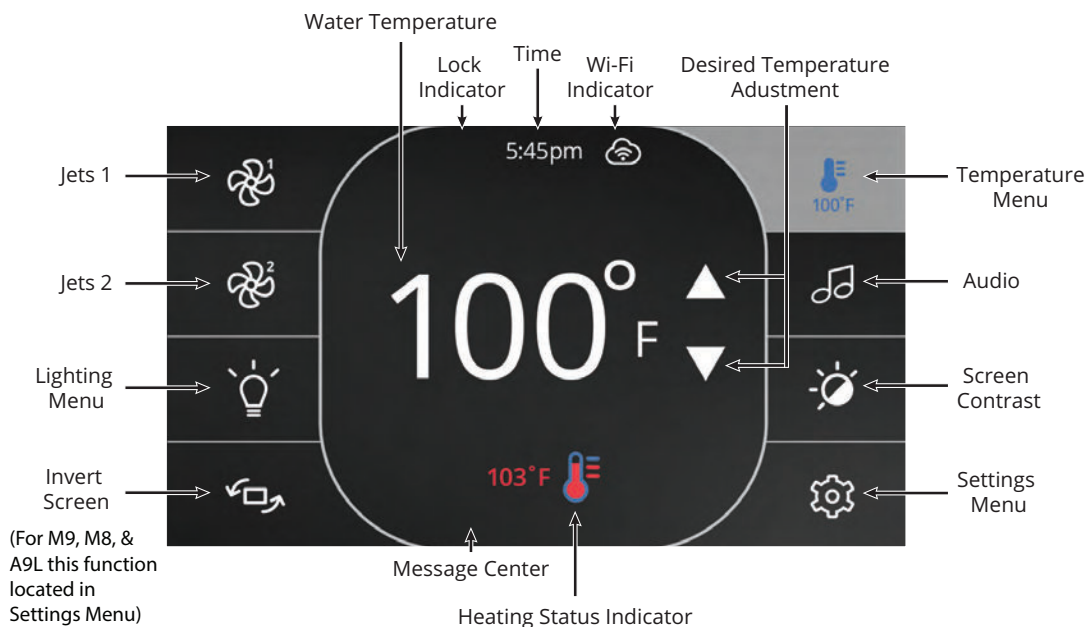 Water Temperature
Lock
Indicator
Time
Wi-Fi
Indicator
Desired Temperature
Adustment
Jets 1
1
5:45pm
100°F
Temperature
Menu
Jets 2
2
100°
F
Audio
Lighting
Menu
Screen
Contrast
Invert
Screen
103°F
Settings
Menu
(For M9, M8, &
A9L this function
located in
Settings Menu)
Message Center
Heating Status Indicator